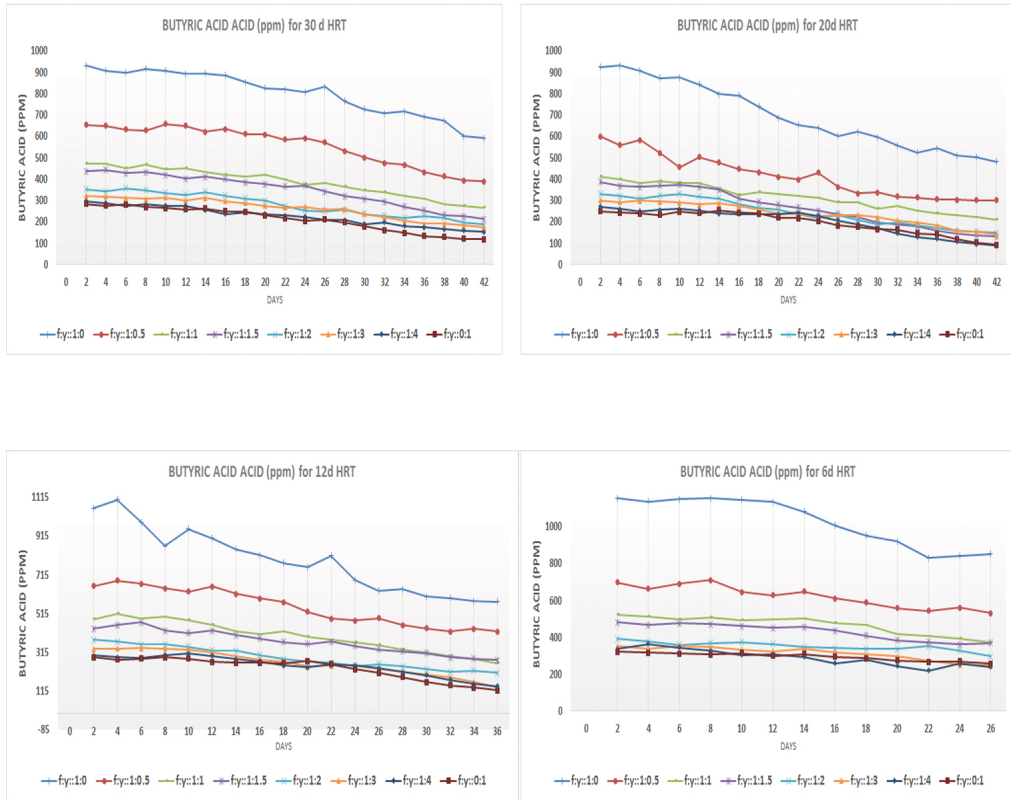 BUTYRIC ACID ACID (ppm) for 30 d HRT
BUTYRIC ACID (PPM)
1000
900
800
700
600
500
400
300
200
100
0
0 2 4 6 8 10 12 14 16 18 20 22 24 26 28 30 32 34 36 38 40 42
DAYS
f:y::1:0 f:y::1:0.5 f:y::1:1 f:y::1:1.5 f:y::1:2 f:y::1:3 f:y::1:4 f:y::0:1
BUTYRIC ACID ACID (ppm) for 20d HRT
BUTYRIC ACID (PPM)
1000
900
800
700
600
500
400
300
200
100
0
0 2 4 6 8 10 12 14 16 18 20 22 24 26 28 30 32 34 36 38 40 42
DAYS
f:y::1:0 f:y::1:0.5 f:y::1:1 f:y::1:1.5 f:y::1:2 f:y::1:3 f:y::1:4 f:y::0:1
BUTYRIC ACID ACID (ppm) for 12d HRT
BUTYRIC ACID (PPM)
1115
915
715
515
315
115
-85
0 2 4 6 8 10 12 14 16 18 20 22 24 26 28 30 32 34 36
DAYS
f:y::1:0 f:y::1:0.5 f:y::1:1 f:y::1:1.5 f:y::1:2 f:y::1:3 f:y::1:4 f:y::0:1
BUTYRIC ACID ACID (ppm) for 6d HRT
BUTYRIC ACID (PPM)
1000
800
600
400
200
0
0 2 4 6 8 10 12 14 16 18 20 22 24 26
DAYS
f:y::1:0 f:y::1:0.5 f:y::1:1 f:y::1:1.5 f:y::1:2 f:y::1:3 f:y::1:4 f:y::0:1